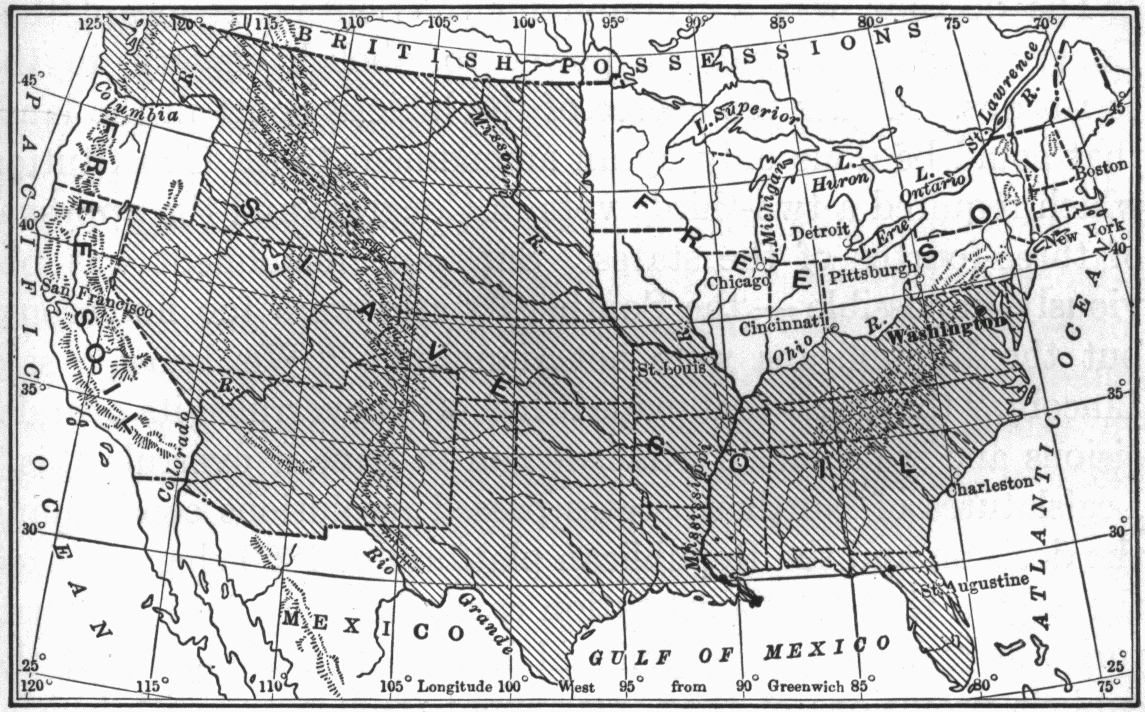 125° 120° 115° 110° 105° 100° 95° 90° 85° 80° 75° 70°
BRITISH POSSESSIONS
45°
PACIFIC OCEAN
Columbia R.
FREE SOIL
Missouri R.
L. Superior
St. Lawrence R.
45°
L. Huron
L. Ontario
L. Michigan
Boston
FREE SOIL
Detroit
L. Erie
New York
40°
40°
Chicago
Pittsburgh
San Francisco
Cincinnati
Ohio R.
Washington
SLAVE SOIL
R.
St. Louis
35°
35°
Colorado R.
Mississippi
Charleston
ATLANTIC OCEAN
30°
30°
Rio Grande
St. Augustine
MEXICO
GULF OF MEXICO
25°
25°
120° 115° 110° 105° Longitude 100° West 95° from 90° Greenwich 85° 80° 75°